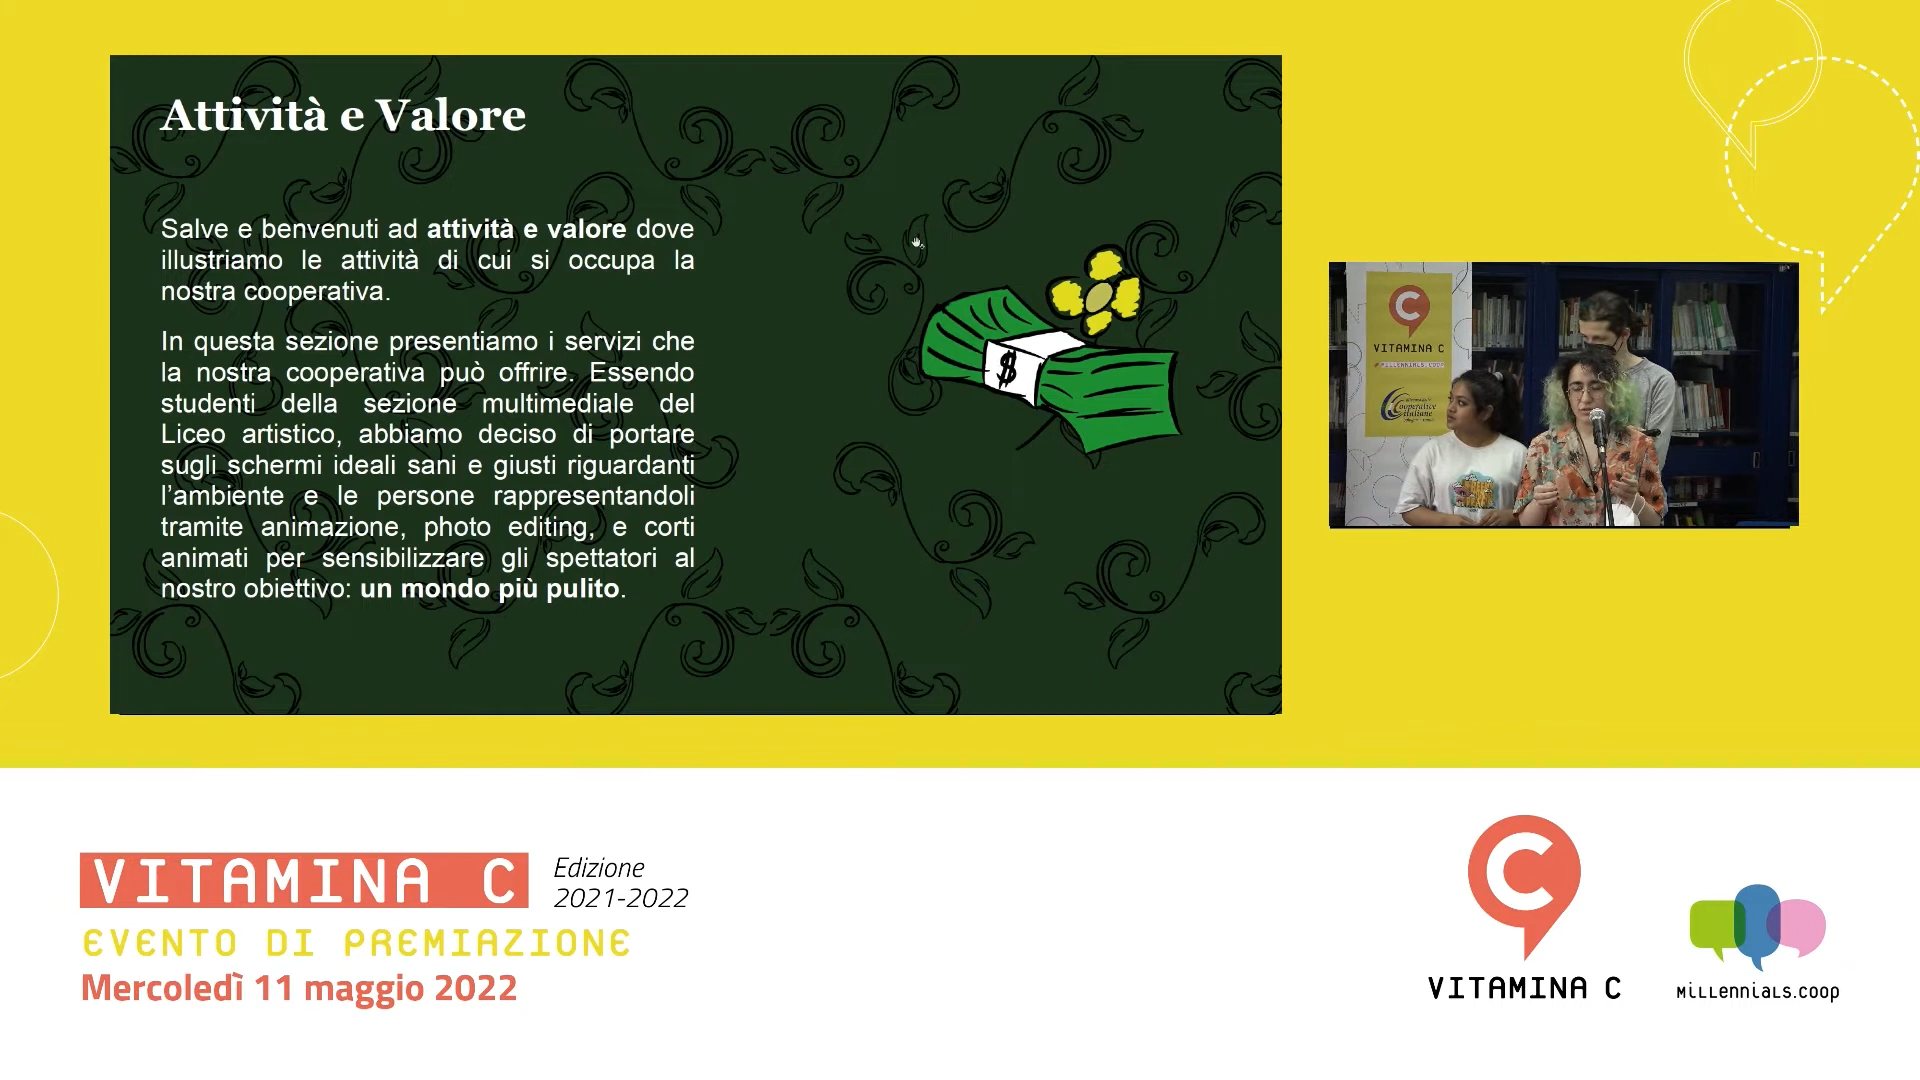 Attività e Valore
Salve e benvenuti ad attività e valore dove
illustriamo le attività di cui si occupa la
nostra cooperativa.
In questa sezione presentiamo i servizi che
la nostra cooperativa può offrire. Essendo
studenti della sezione multimediale del
Liceo artistico, abbiamo deciso di portare
sugli schermi ideali sani e giusti riguardanti
l’ambiente e le persone rappresentandoli
tramite animazione, photo editing, e corti
animati per sensibilizzare gli spettatori al
nostro obiettivo: un mondo più pulito.
$
C
VITAMINA C
#MILLENNIALS.COOP
Cooperative
italiane
VITAMINA C
Edizione
2021-2022
EVENTO DI PREMIAZIONE
Mercoledì 11 maggio 2022
C
VITAMINA C
MiLLenniALS.COOP